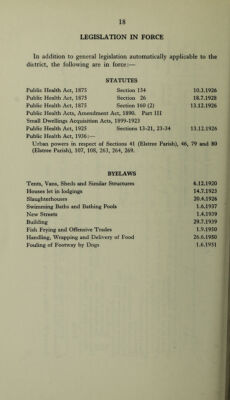 18
LEGISLATION IN FORCE
In addition to general legislation automatically applicable to the
district, the following are in force:—
STATUTES
Public Health Act, 1875 Section 154 10.3.1926
Public Health Act, 1875 Section 26 18.7.1928
Public Health Act, 1875 Section 160 (2) 13.12.1926
Public Health Acts, Amendment Act, 1890. Part III
Small Dwellings Acquisition Acts, 1899-1923
Public Health Act, 1925 Sections 13-21, 23-34 13.12.1926
Public Health Act, 1936:—
Urban powers in respect of Sections 41 (Elstree Parish), 46, 79 and 80
(Elstree Parish), 107, 108, 263, 264, 269.
BYELAWS
Tents, Vans, Sheds and Similar Structures 6.12.1920
Houses let in lodgings 14.7.1923
Slaughterhouses 20.4.1926
Swimming Baths and Bathing Pools 1.6.1937
New Streets 1.4.1939
Building 29.7.1939
Fish Frying and Offensive Trades 1.9.1950
Handling, Wrapping and Delivery of Food 26.6.1950
Fouling of Footway by Dogs 1.6.1951